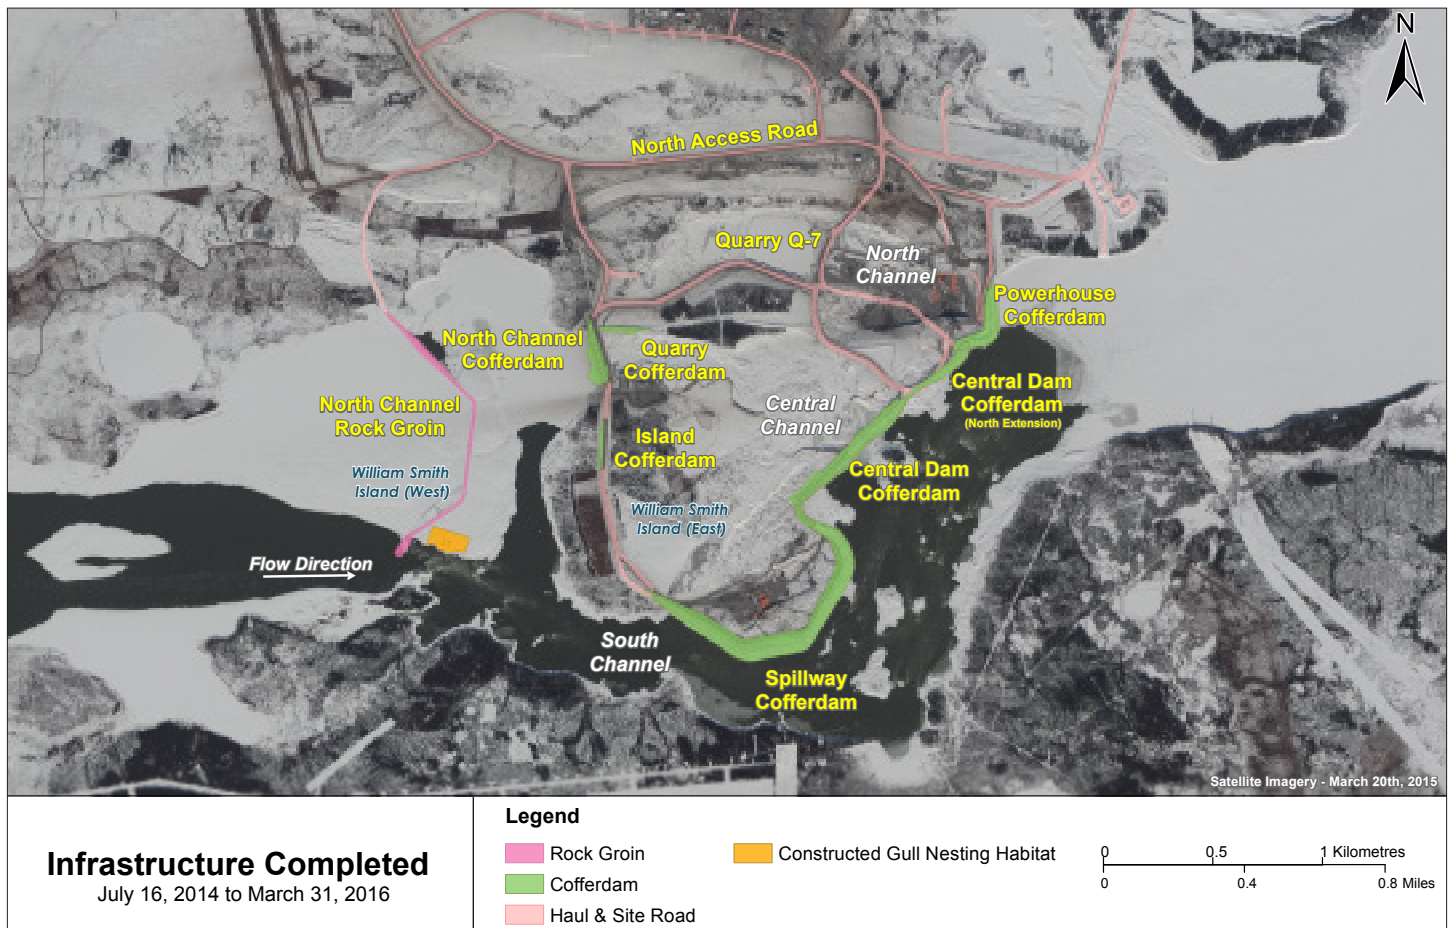 N
North Access Road
Quarry Q-7
North
Channel
Powerhouse
Cofferdam
North Channel
Cofferdam
Quarry
Cofferdam
Central Dam
Cofferdam
(North Extension)
North Channel
Rock Groin
Central
Channel
Island
Cofferdam
Central Dam
Cofferdam
William Smith
Island (West)
William Smith
Island (East)
Flow Direction
South
Channel
Spillway
Cofferdam
Satellite Imagery - March 20th, 2015
Infrastructure Completed
July 16, 2014 to March 31, 2016
Legend
Rock Groin
Cofferdam
Haul & Site Road
Constructed Gull Nesting Habitat
0 0.5 1 Kilometres
0 0.4 0.8 Miles